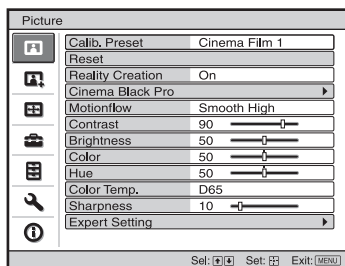 Picture
Calib. Preset Cinema Film 1
Reset
Reality Creation On
Cinema Black Pro
Motionflow Smooth High
Contrast 90
Brightness 50
Color 50
Hue 50
Color Temp. D65
Sharpness 10
Expert Setting
Sel: Set: Exit: MENU